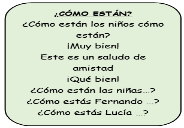 ¿CÓMO ESTÁN?
¿Cómo están los niños cómo
están?
¡Muy bien!
Este es un saludo de
amistad
¡Qué bien!
¿Cómo están las niñas...?
¿Cómo estás Fernando ...?
¿Cómo estás Lucía ...?